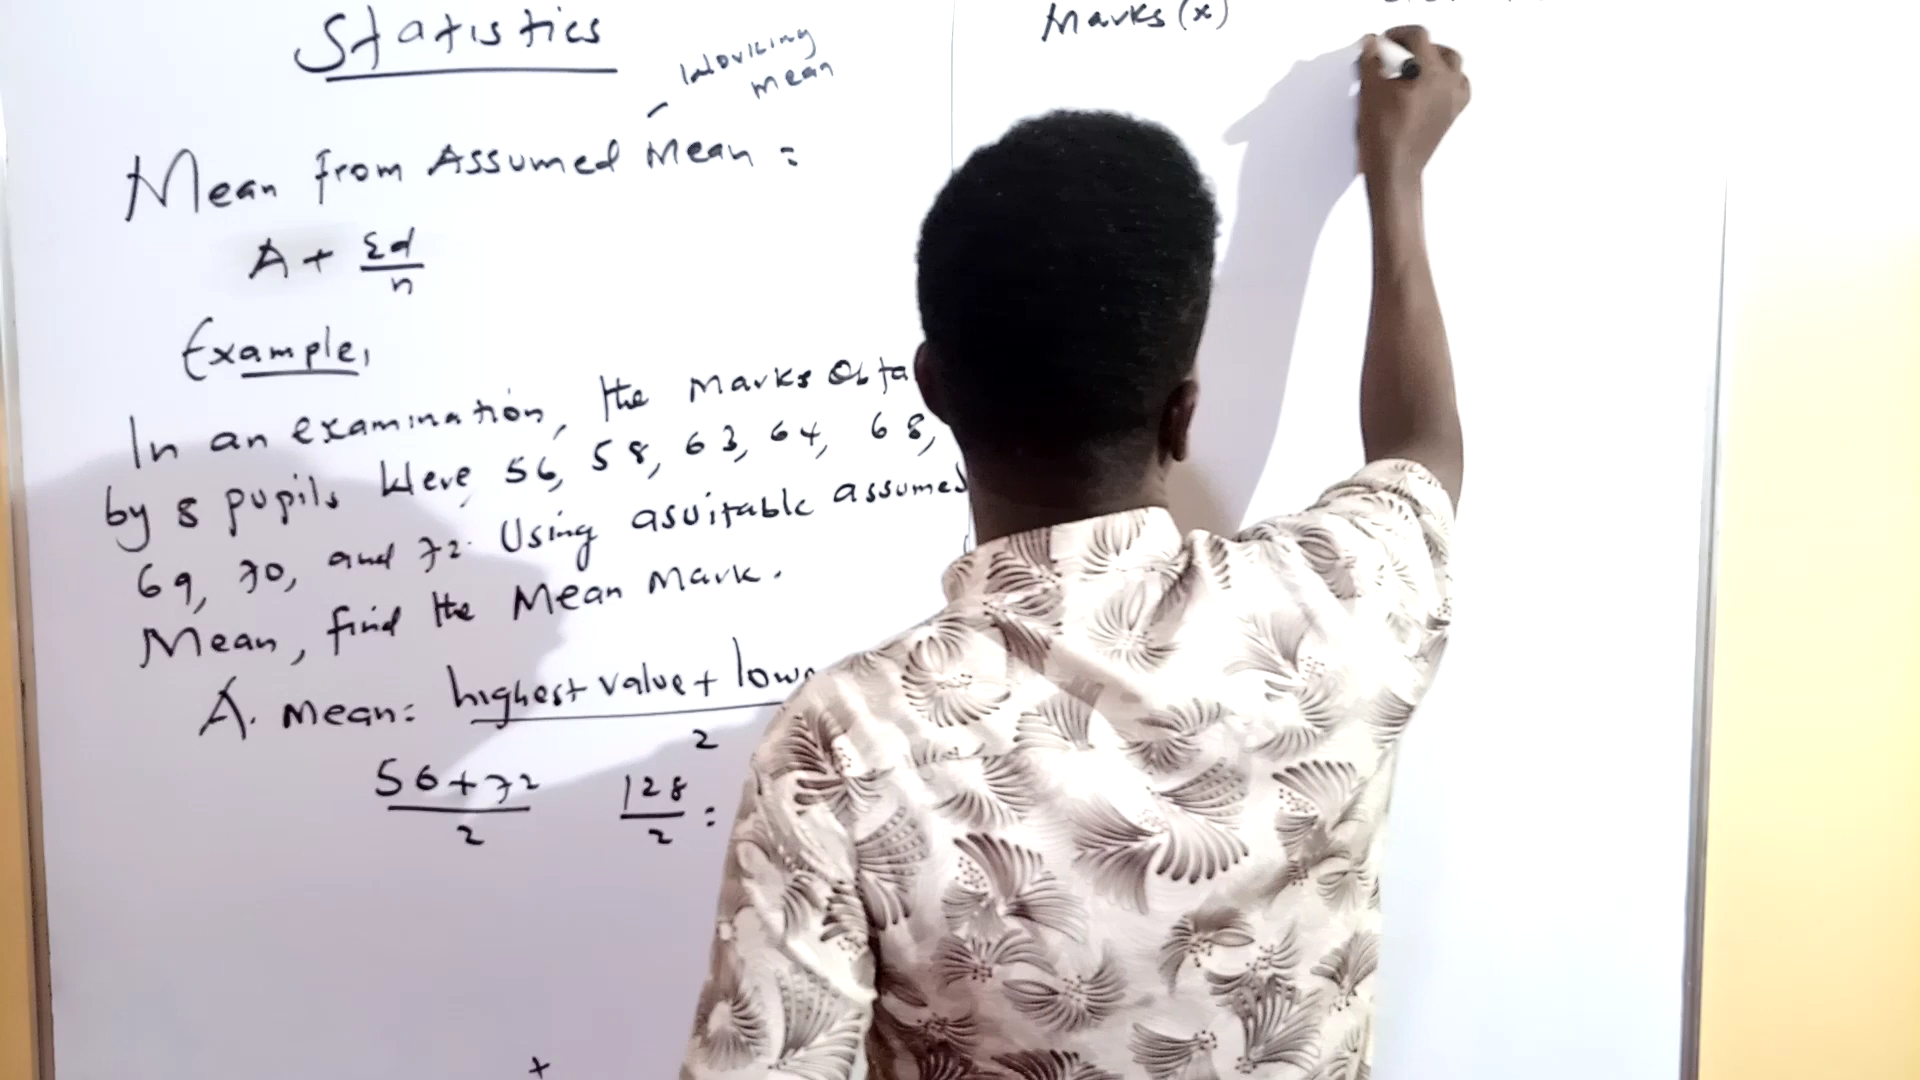 Statistics
working
mean
Mean from Assumed Mean =
A + Σd
n
Example,
In an examination, the Marks Obta
by 8 pupils Were 56, 58, 63, 64, 68,
69, 70, and 72. Using a suitable assumed
Mean, find the Mean Mark.
A. mean = highest value + lowe
2
56+72
2
128 =
2
+
Marks (x)